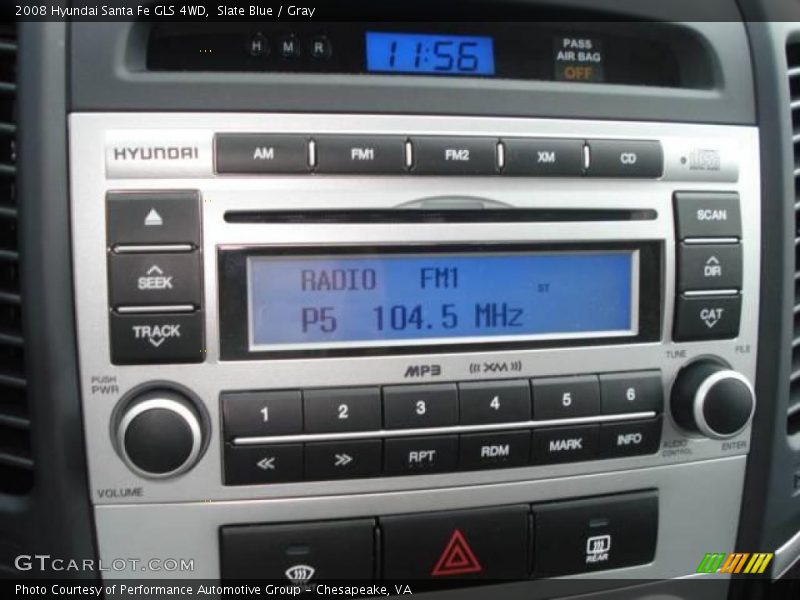 2008 Hyundai Santa Fe GLS 4WD, Slate Blue / Gray
H M R
11:56
PASS
AIR BAG
OFF
HYUNDAI
AM FM1 FM2 XM CD
SCAN
SEEK
DIR
TRACK
CAT
RADIO FM1
ST
P5 104.5 MHz
MP3 XM
TUNE FILE
PUSH
PWR
1 2 3 4 5 6
RPT RDM MARK INFO
VOLUME
AUDIO
CONTROL
ENTER
REAR
GTCARLOT.COM
Photo Courtesy of Performance Automotive Group - Chesapeake, VA